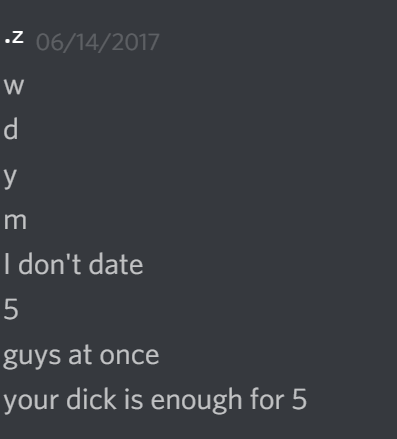 .z 06/14/2017
w
d
y
m
I don't date
5
guys at once
your dick is enough for 5